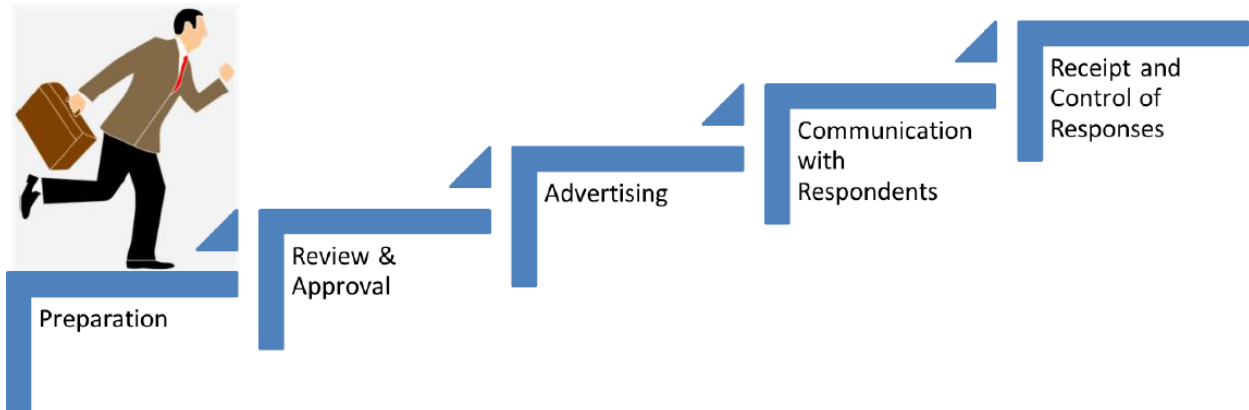 Preparation
Review &
Approval
Advertising
Communication
with
Respondents
Receipt and
Control of
Responses